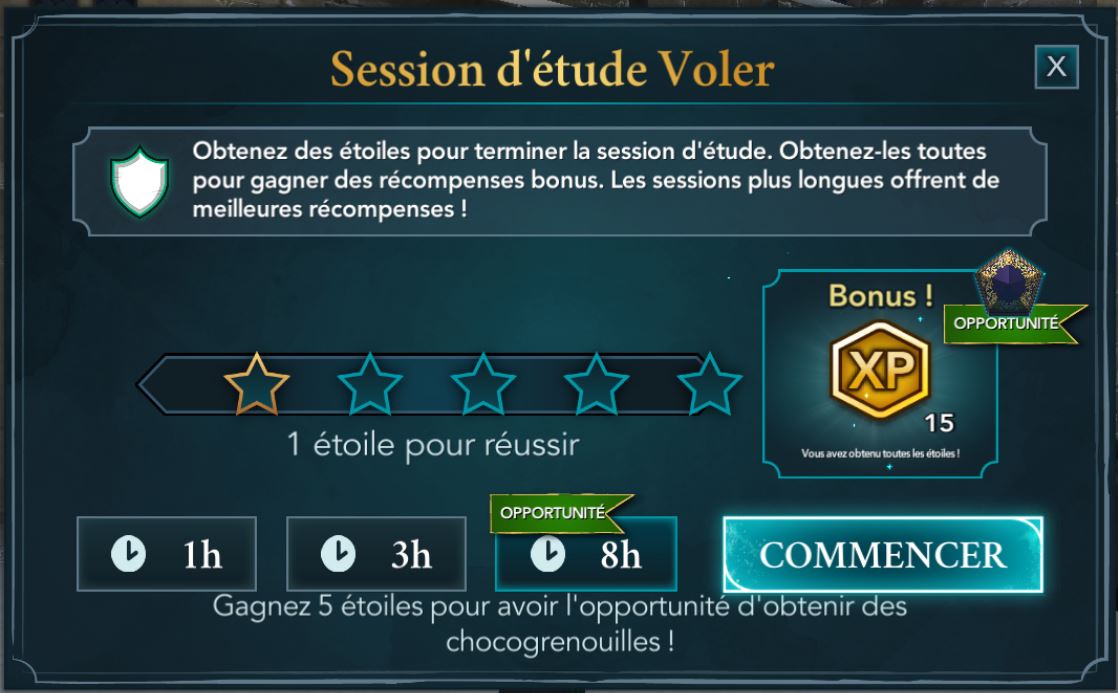 Session d'étude Voler
X
Obtenez des étoiles pour terminer la session d'étude. Obtenez-les toutes
pour gagner des récompenses bonus. Les sessions plus longues offrent de
meilleures récompenses !
Bonus !
OPPORTUNITÉ
XP
15
Vous avez obtenu toutes les étoiles !
1 étoile pour réussir
OPPORTUNITÉ
1h
3h
8h
COMMENCER
Gagnez 5 étoiles pour avoir l'opportunité d'obtenir des
chocogrenouilles !